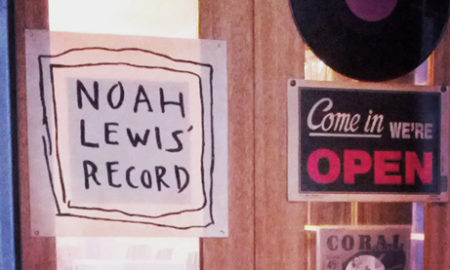 NOAH
LEWIS'
RECORD
Come in WE'RE
OPEN
CORAL